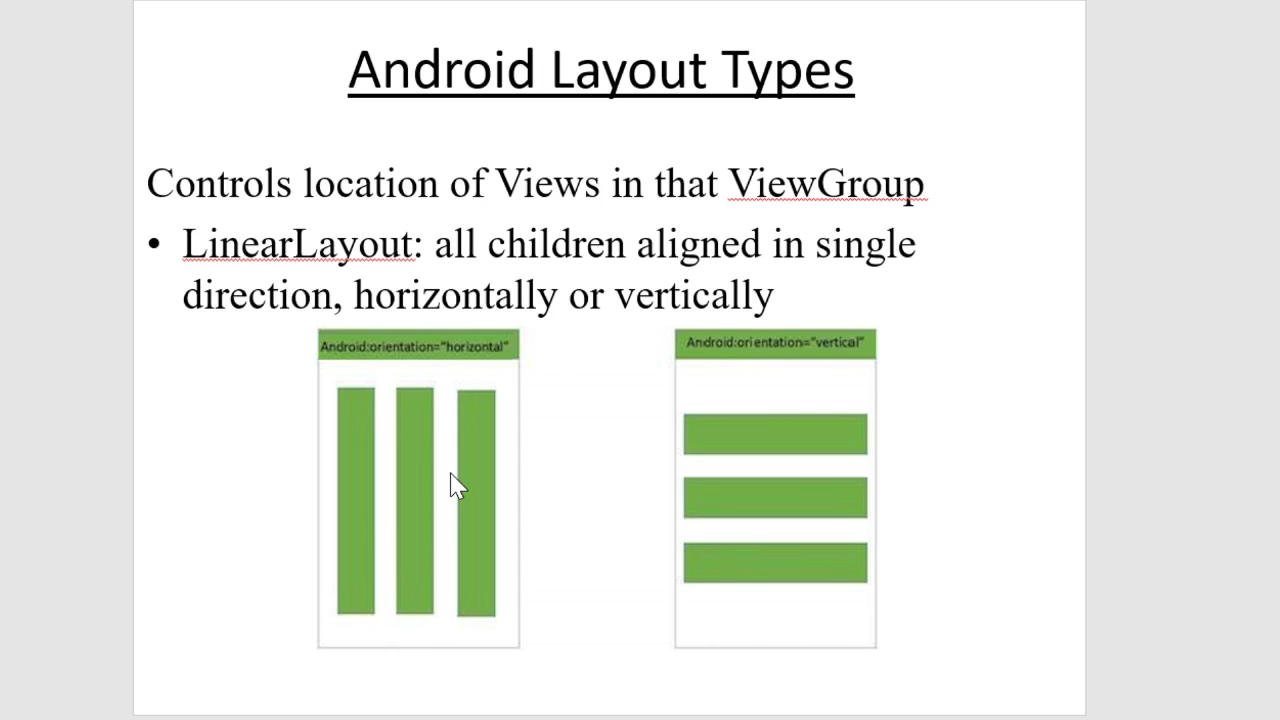 Android Layout Types
Controls location of Views in that ViewGroup
• LinearLayout: all children aligned in single
direction, horizontally or vertically
Android:orientation=“horizontal”
Android:orientation=“vertical”